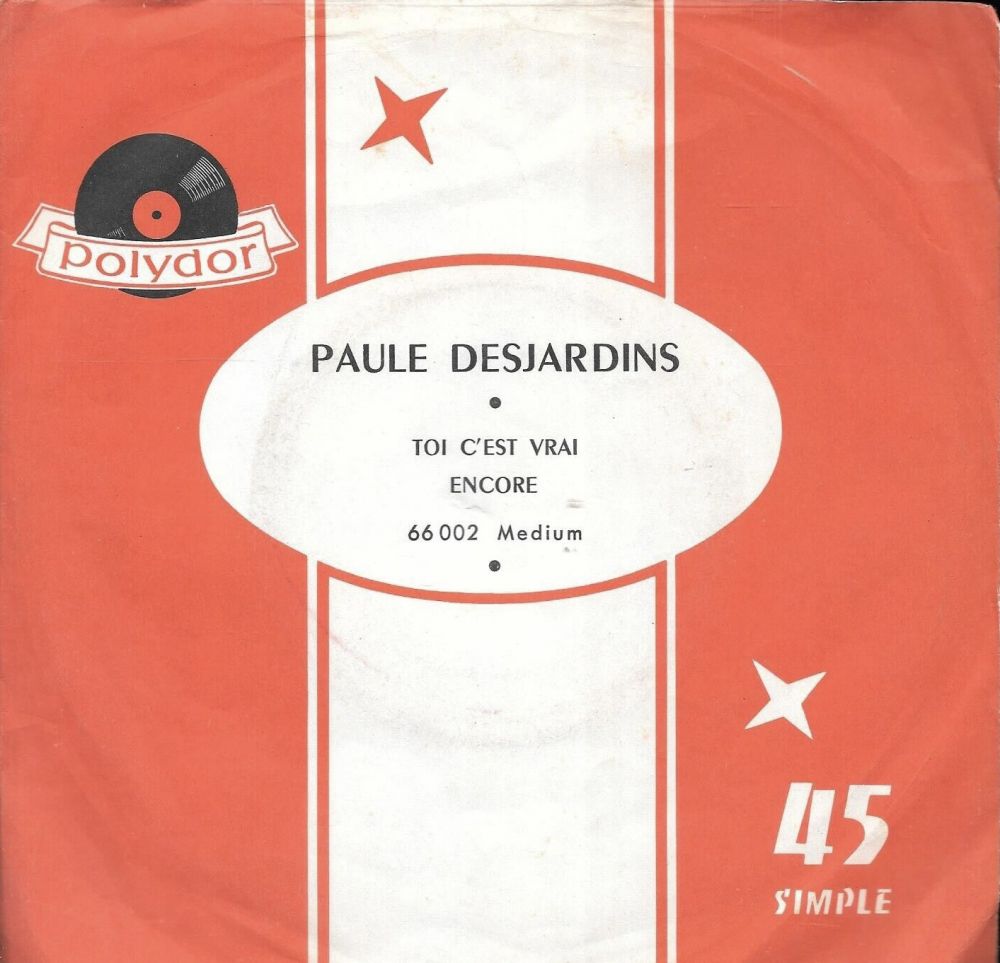 polydor
PAULE DESJARDINS
TOI C'EST VRAI
ENCORE
66 002 Medium
45
SIMPLE